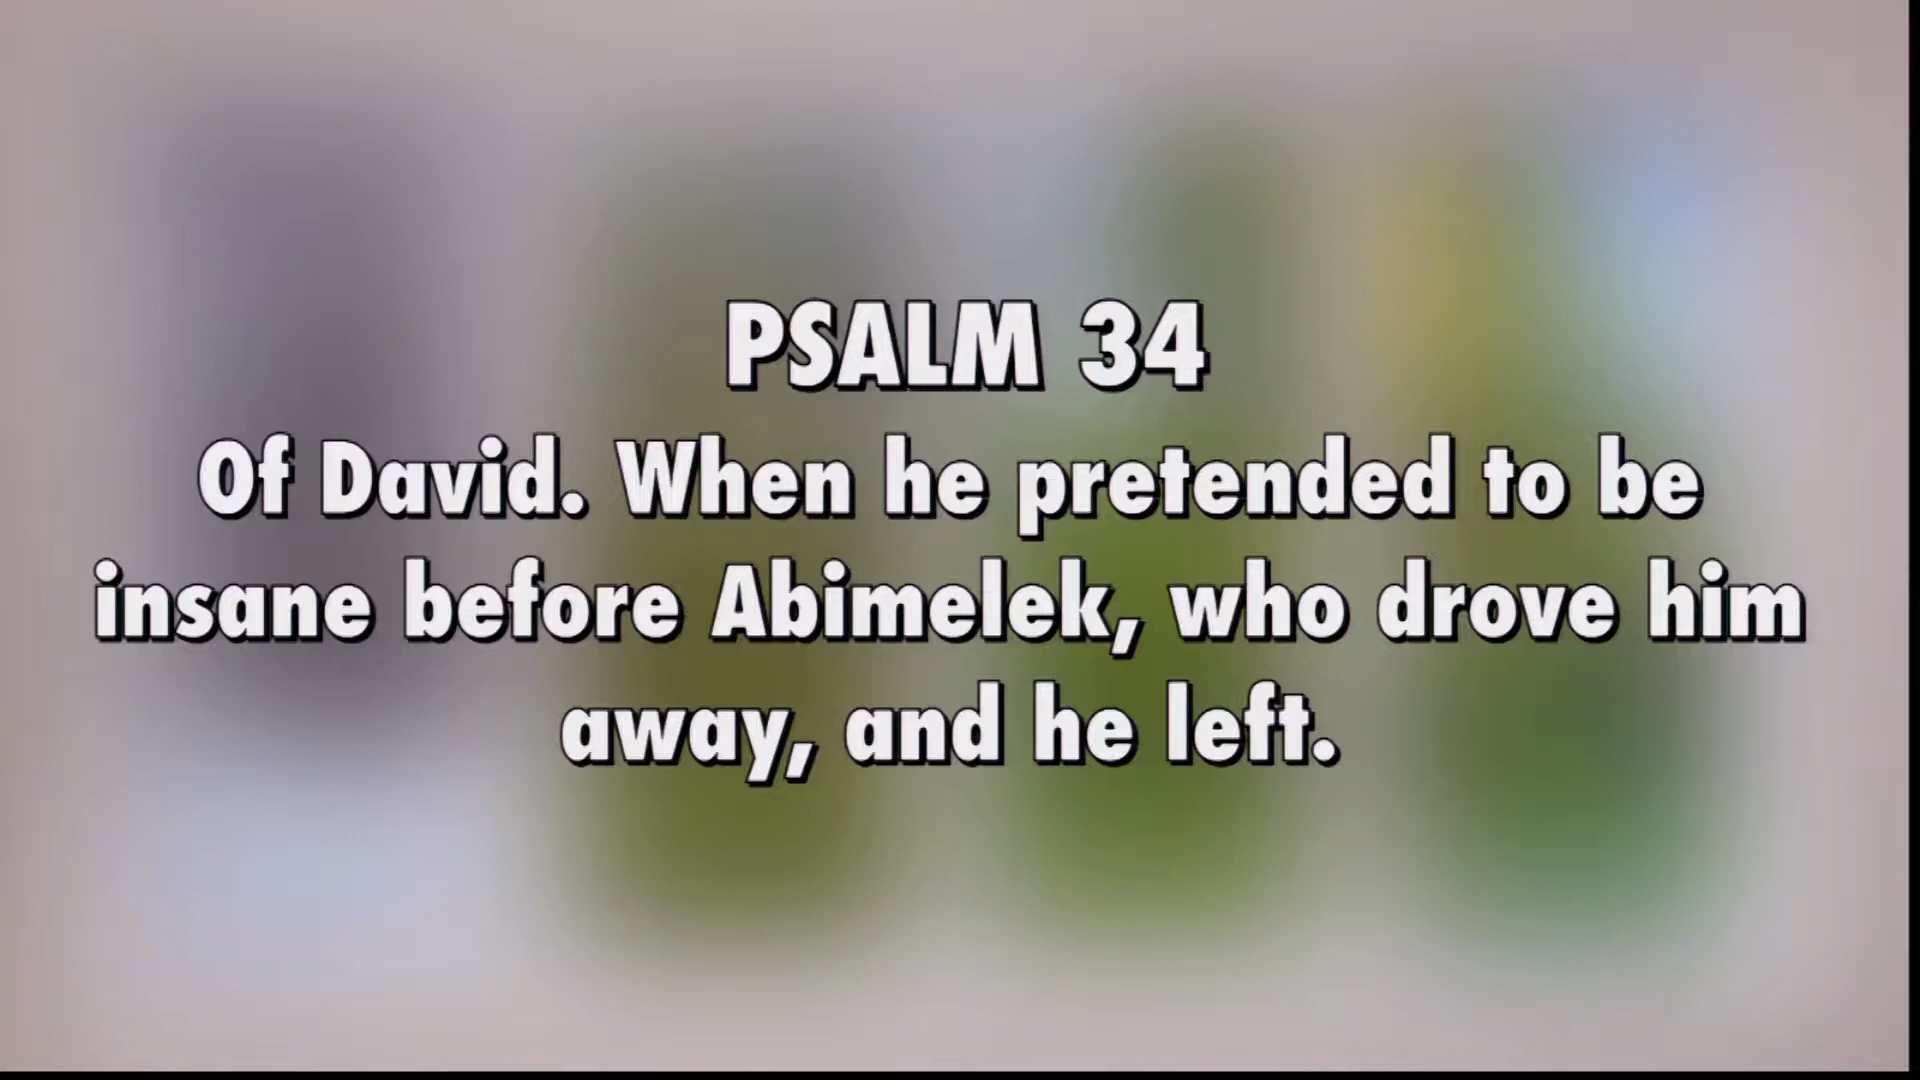 PSALM 34
Of David. When he pretended to be
insane before Abimelek, who drove him
away, and he left.